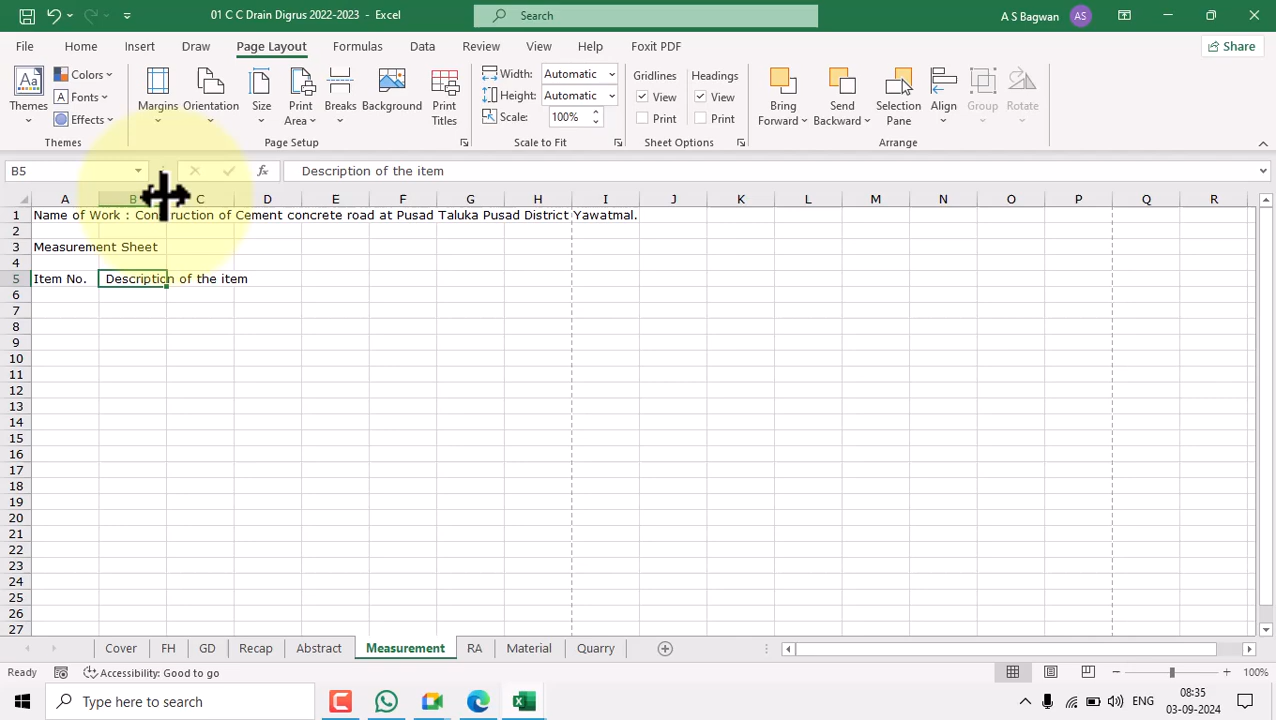 01 C C Drain Digrus 2022-2023 - Excel
Search
A S Bagwan
AS
File Home Insert Draw Page Layout Formulas Data Review View Help Foxit PDF
Share
Themes
Colors
Fonts
Effects
Margins
Orientation
Size
Print Area
Breaks
Background
Print Titles
Width: Automatic
Height: Automatic
Scale: 100%
Gridlines
View
Print
Headings
View
Print
Bring Forward
Send Backward
Selection Pane
Align
Group
Rotate
Themes Page Setup Scale to Fit Sheet Options Arrange
B5
fx
Description of the item
A B C D E F G H I J K L M N O P Q R
1 Name of Work : Construction of Cement concrete road at Pusad Taluka Pusad District Yawatmal.
2
3 Measurement Sheet
4
5 Item No. Description of the item
6
7
8
9
10
11
12
13
14
15
16
17
18
19
20
21
22
23
24
25
26
27
Cover FH GD Recap Abstract Measurement RA Material Quarry
Ready
Accessibility: Good to go
100%
Type here to search
ENG
08:35
03-09-2024